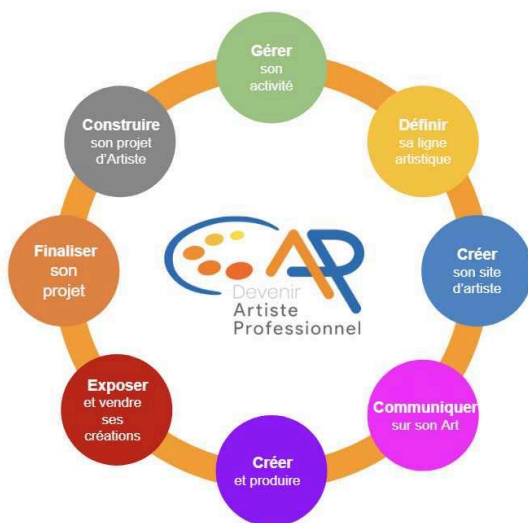 Gérer
son
activité
Définir
sa ligne
artistique
Créer
son site
d'artiste
Communiquer
sur son Art
Créer
et produire
Exposer
et vendre
ses
créations
Finaliser
son
projet
Construire
son projet
d'Artiste
AP
Devenir
Artiste
Professionnel